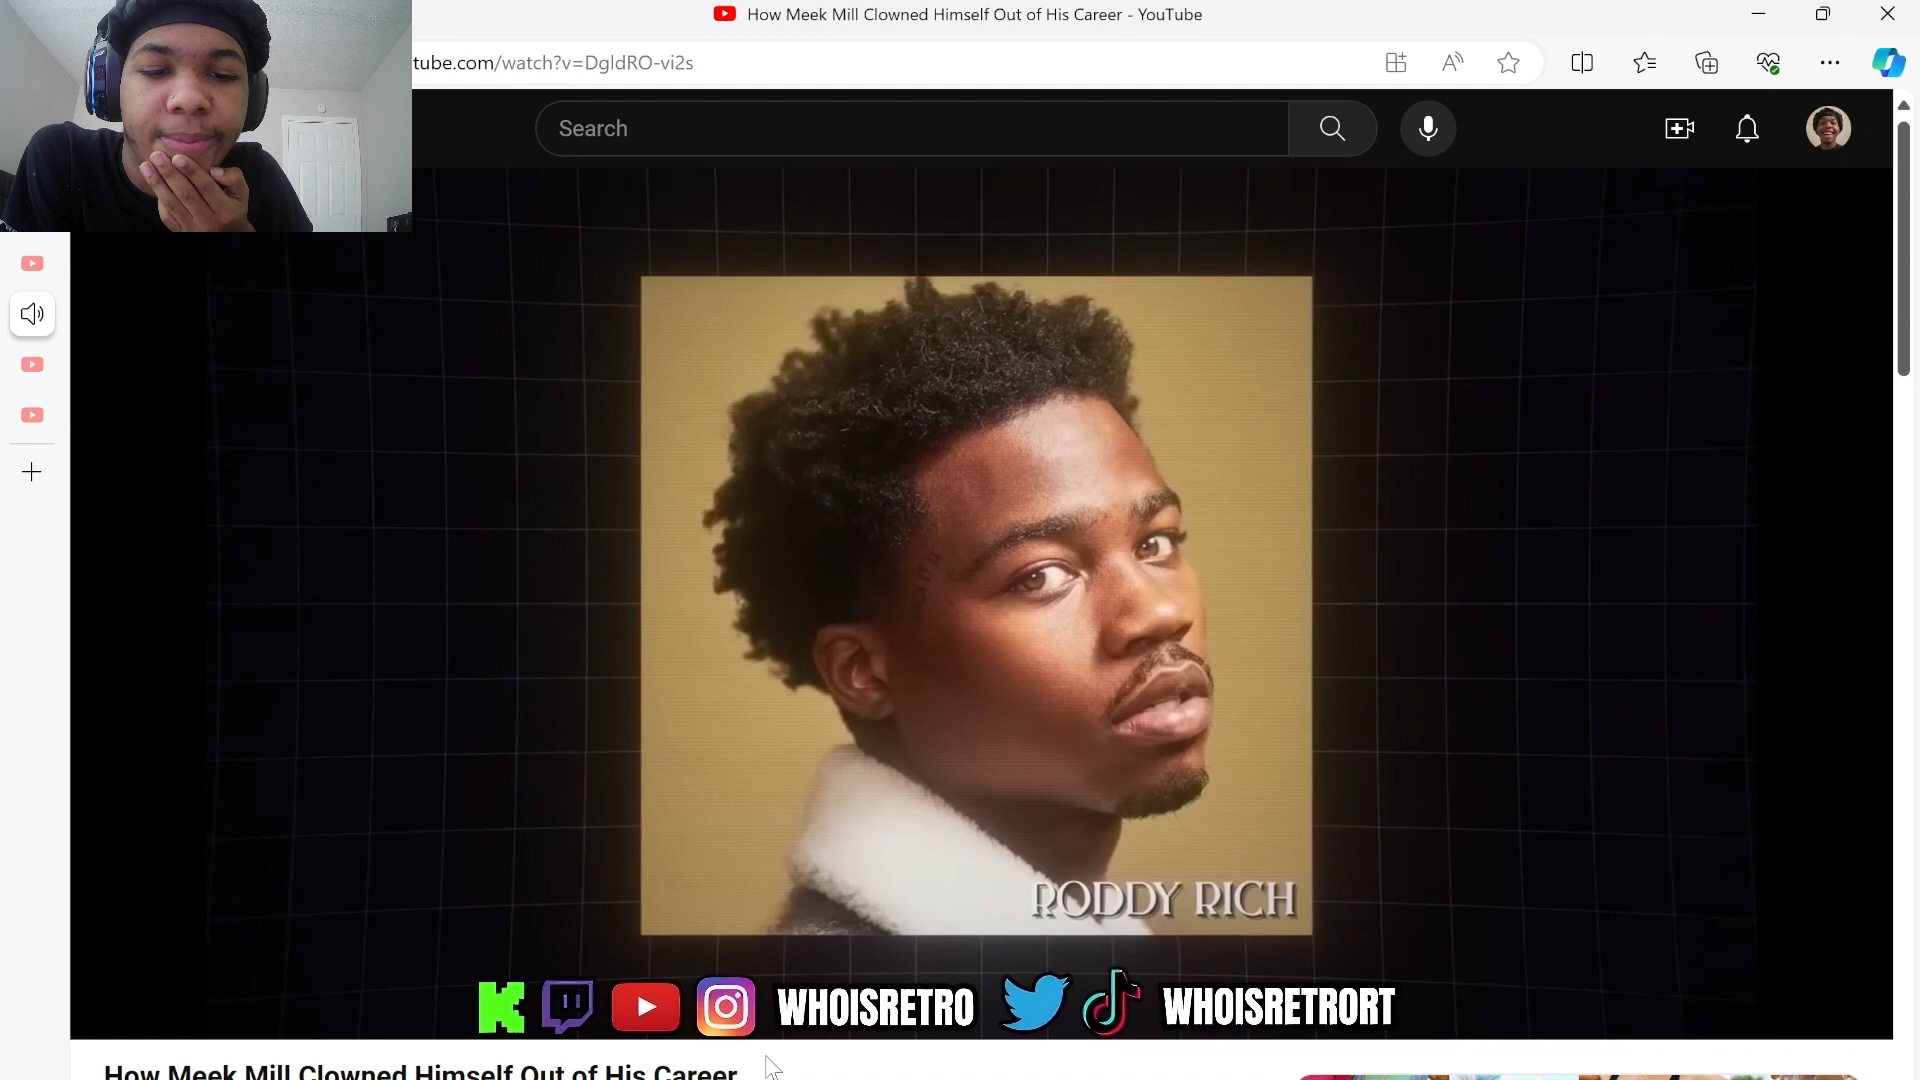 How Meek Mill Clowned Himself Out of His Career - YouTube
tube.com/watch?v=DgldRO-vi2s
Search
RODDY RICH
WHOISRETRO
WHOISRETRORT
How Meek Mill Clowned Himself Out of His Career